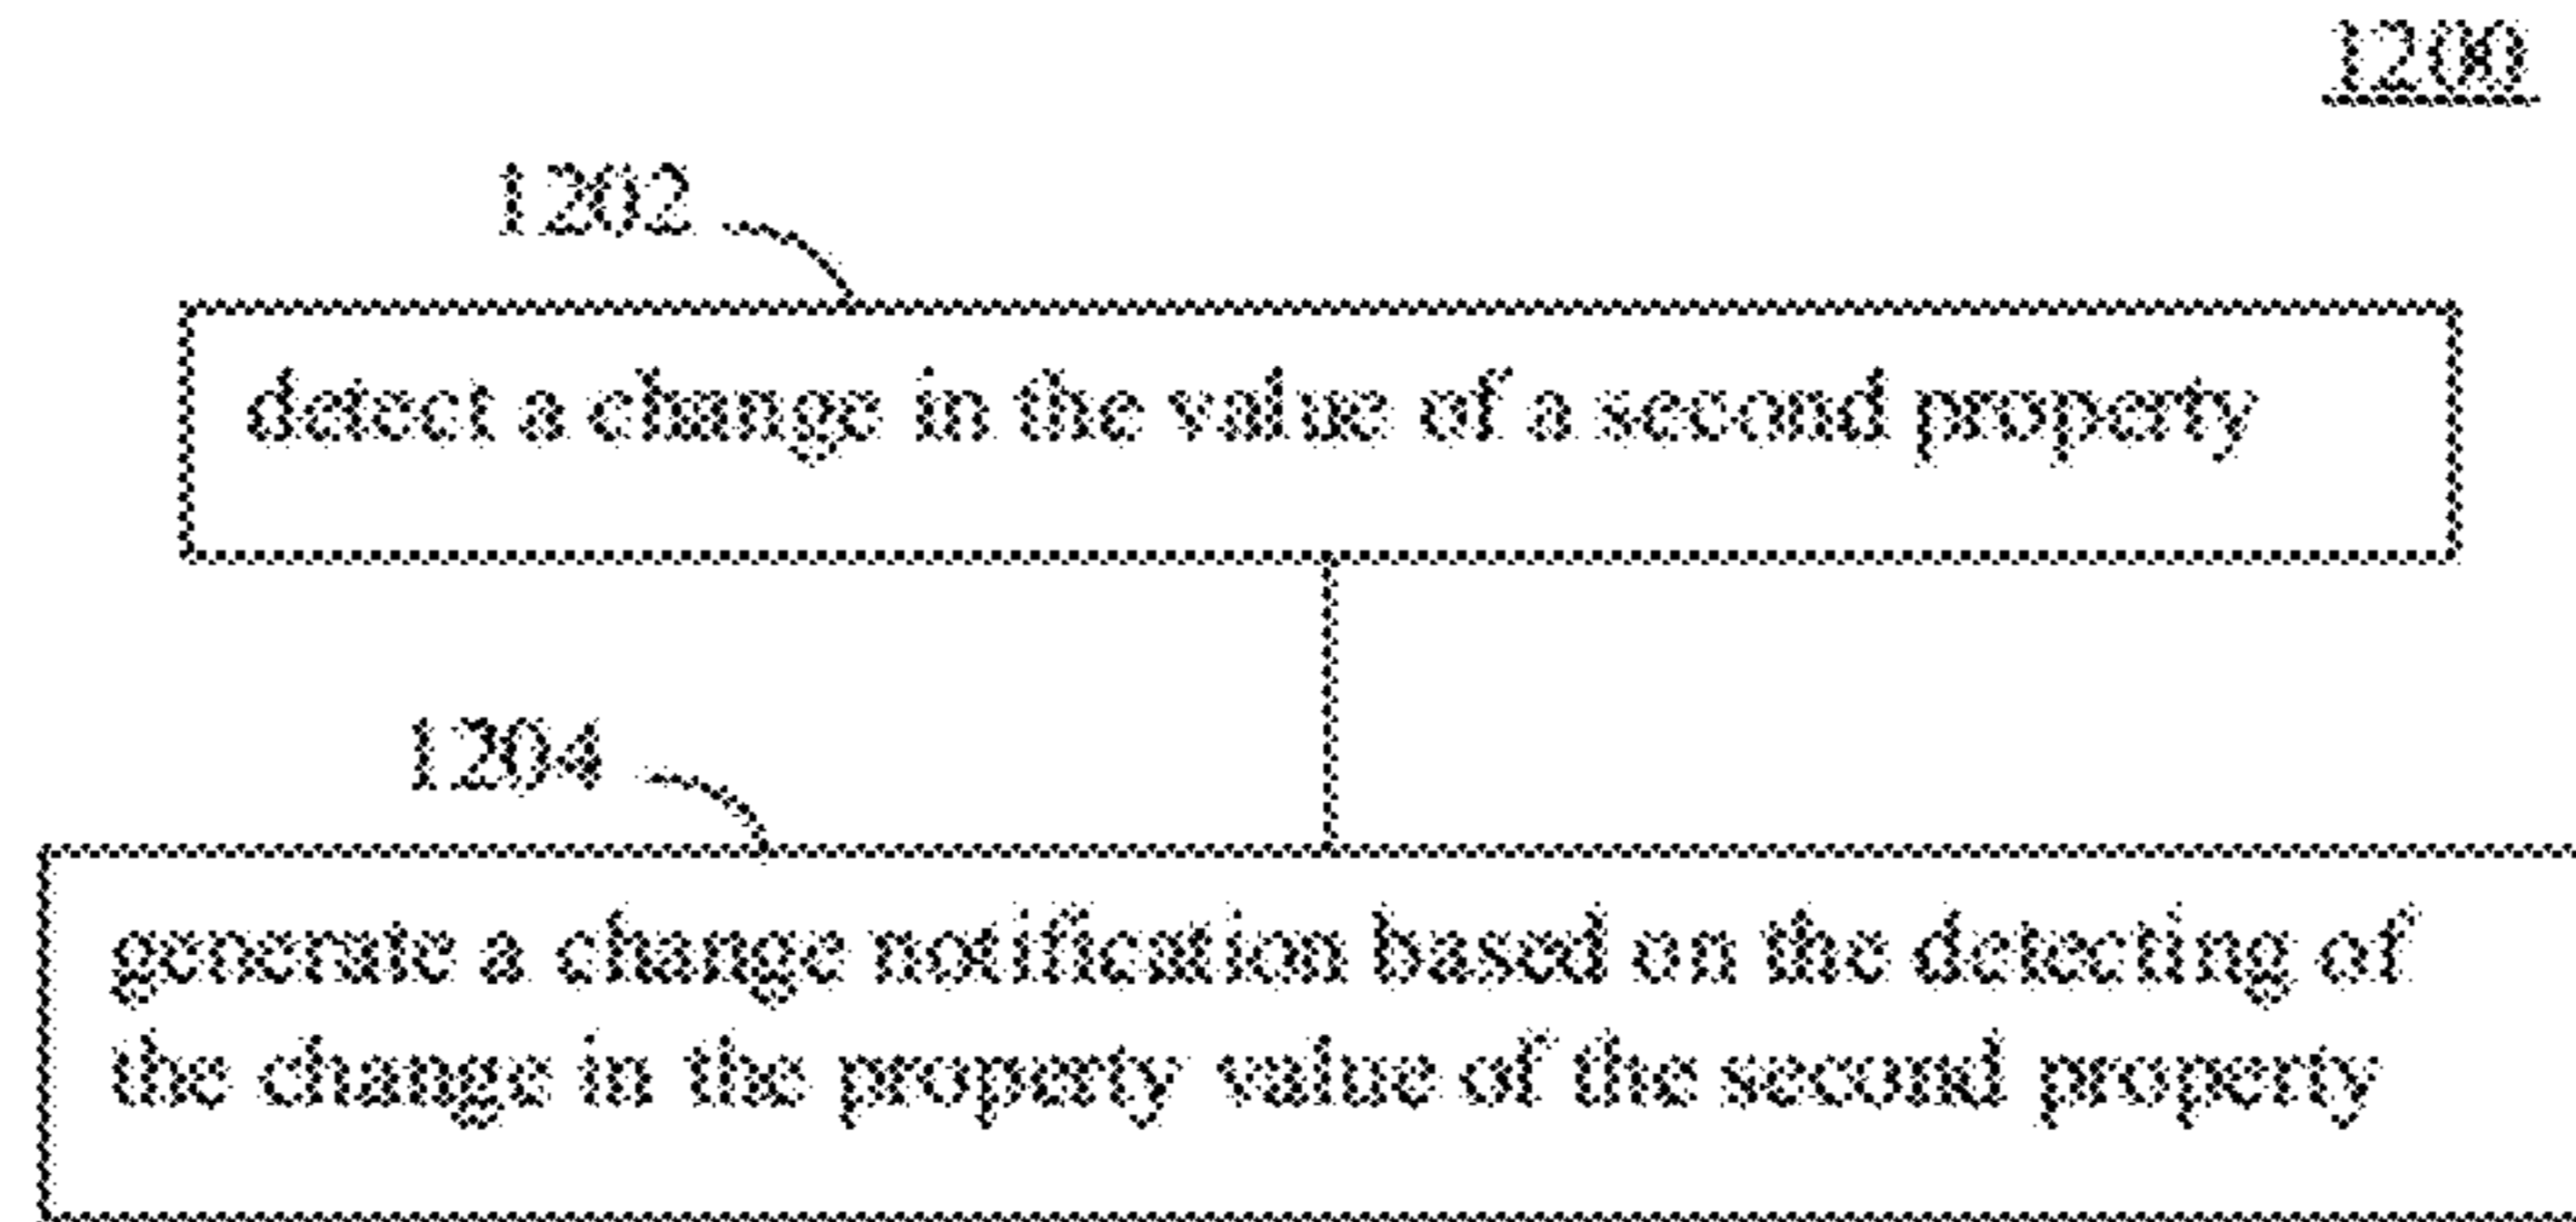 1200
1202
detect a change in the value of a second property
1204
generate a change notification based on the detecting of
the change in the property value of the second property